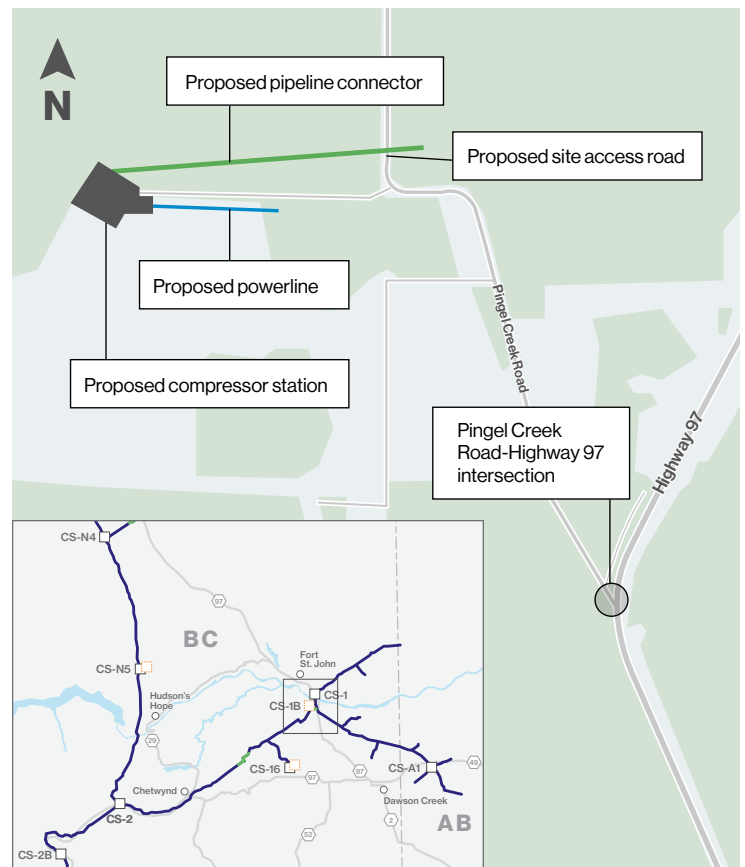 N
Proposed pipeline connector
Proposed site access road
Proposed powerline
Proposed compressor station
Pingel Creek Road
Highway 97
Pingel Creek
Road-Highway 97
intersection
CS-N4
97
BC
CS-N5
Fort
St. John
Hudson's
Hope
CS-1
CS-1B
29
CS-16
97
97
CS-A1
49
Chetwynd
Dawson Creek
CS-2
2
AB
52
CS-2B